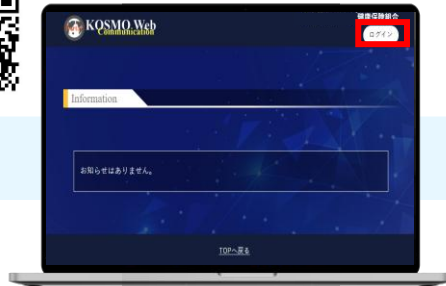 健康保険組合
KOSMO Web
Communication
ログイン
Information
お知らせはありません。
TOPへ戻る